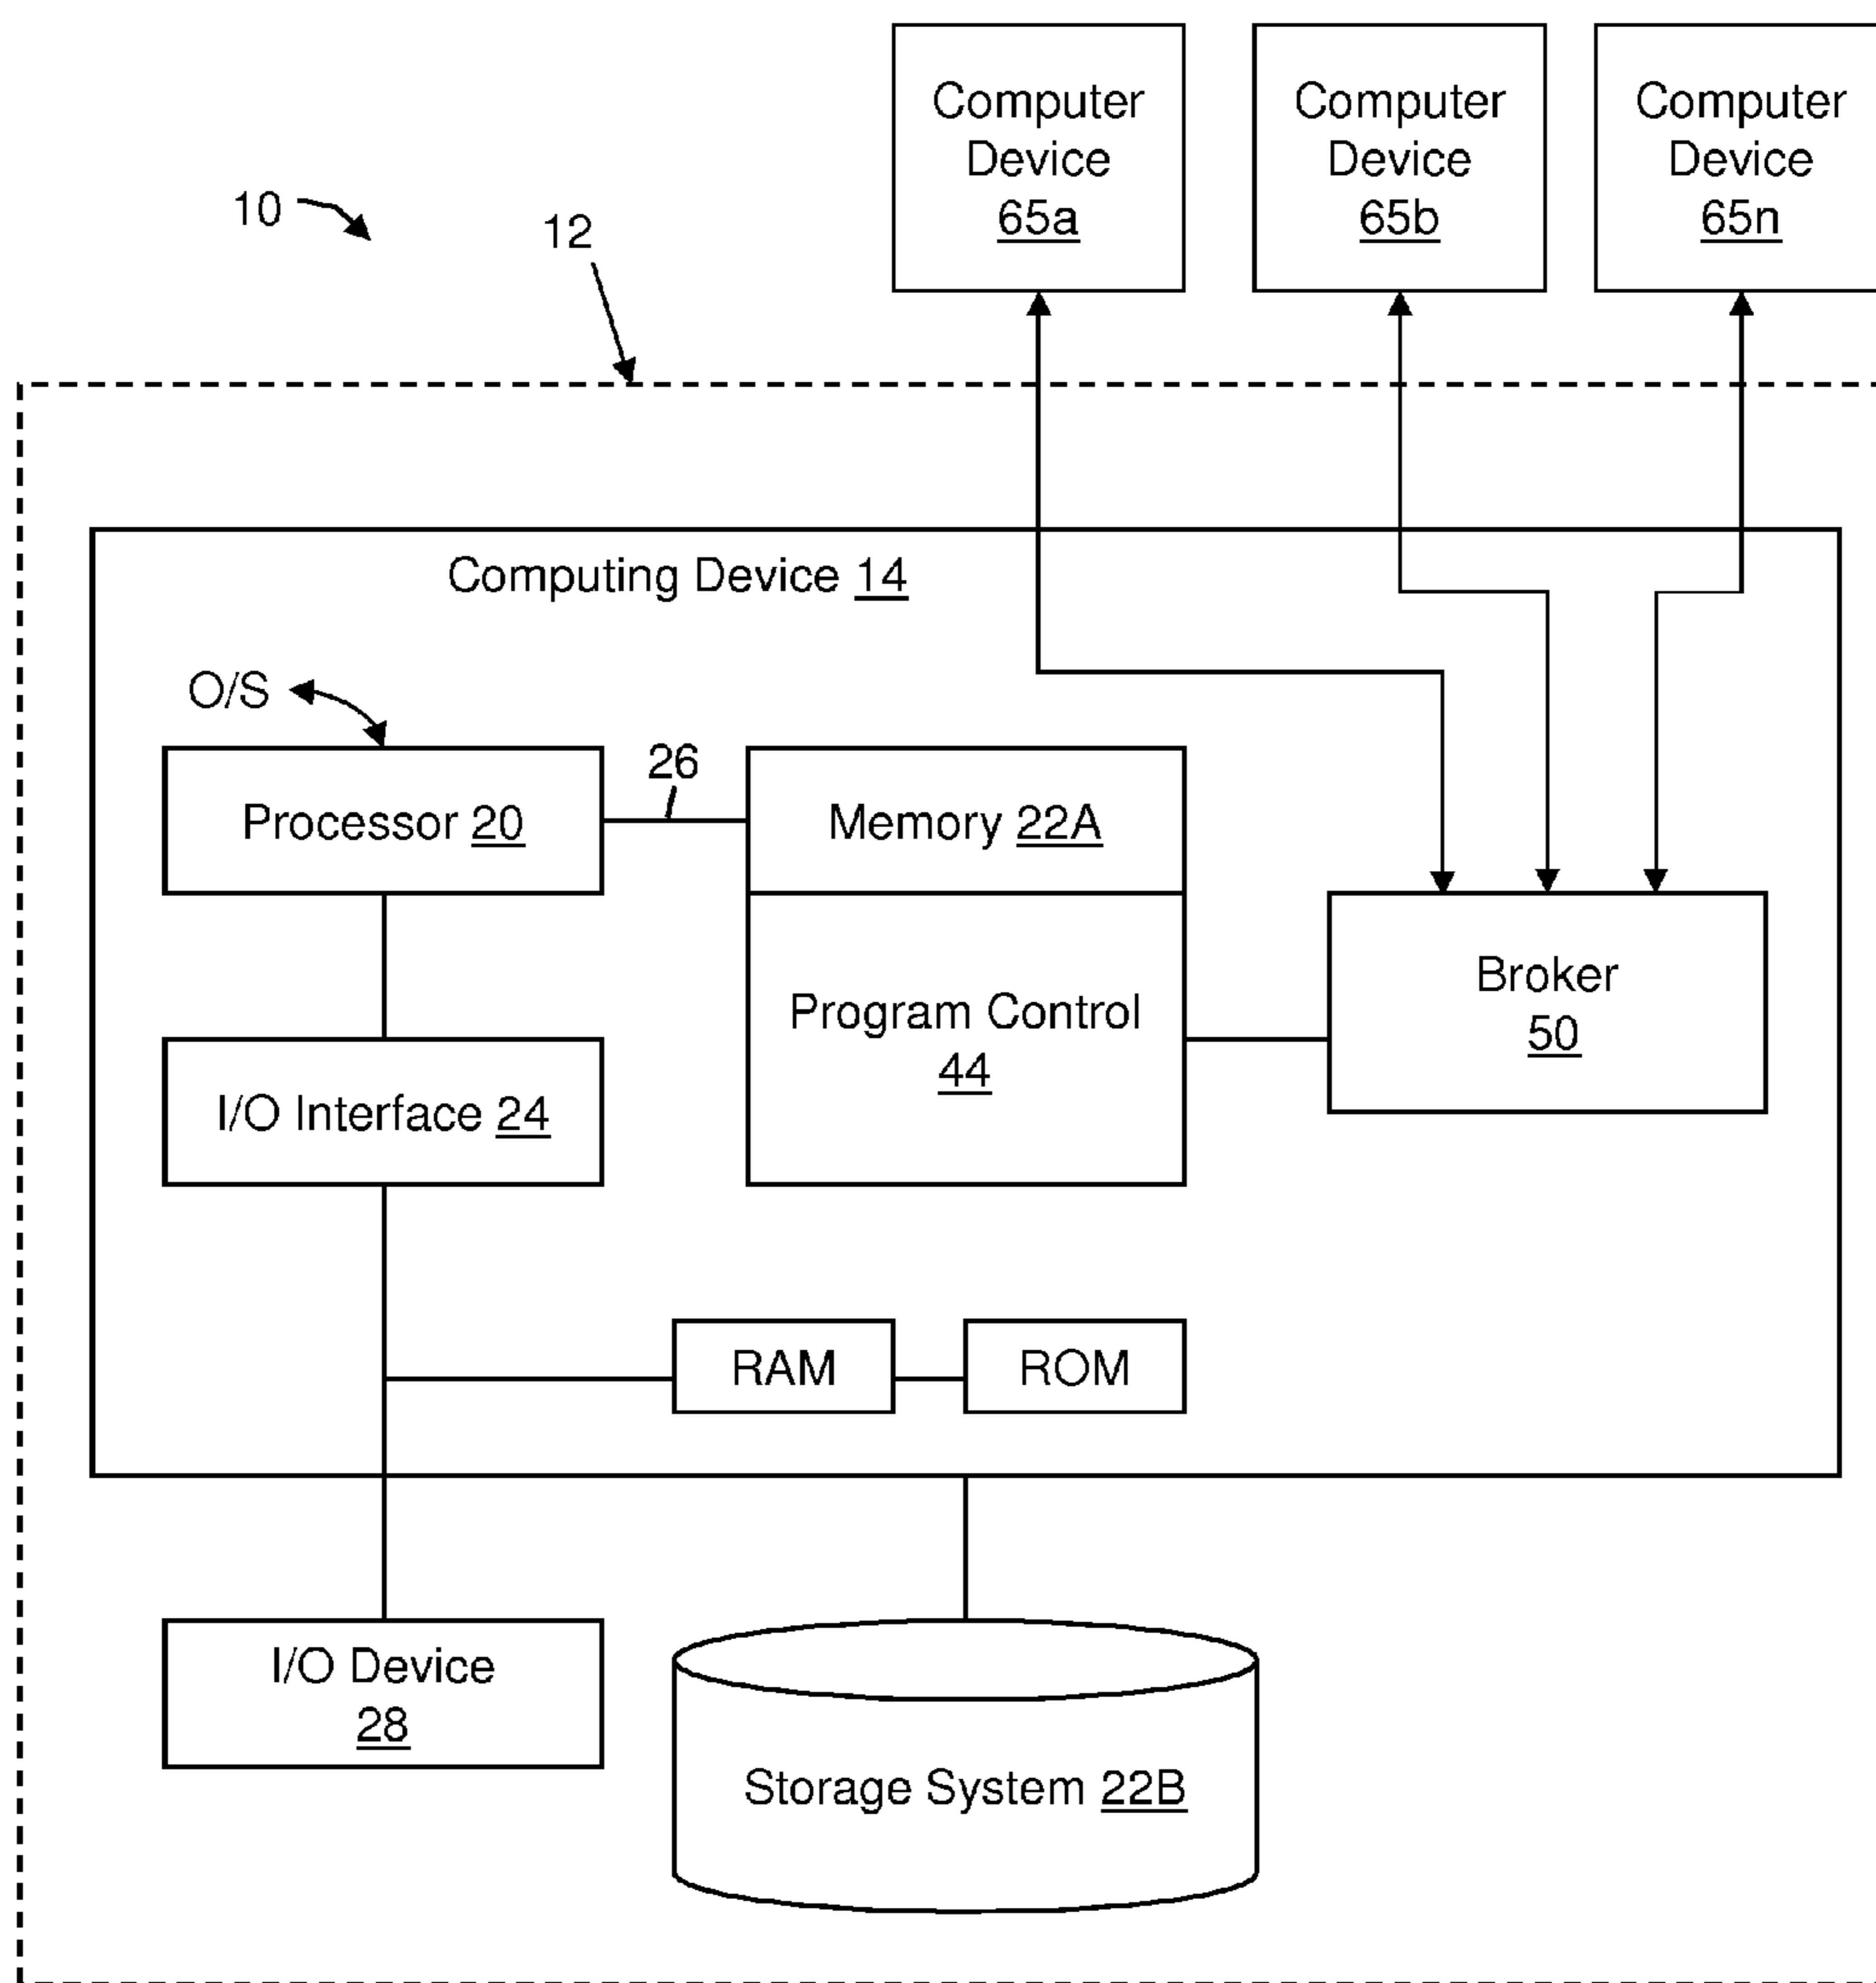 Computer
Device
65a
Computer
Device
65b
Computer
Device
65n
10
12
Computing Device 14
O/S
26
Processor 20
Memory 22A
Broker
50
Program Control
44
I/O Interface 24
RAM
ROM
I/O Device
28
Storage System 22B